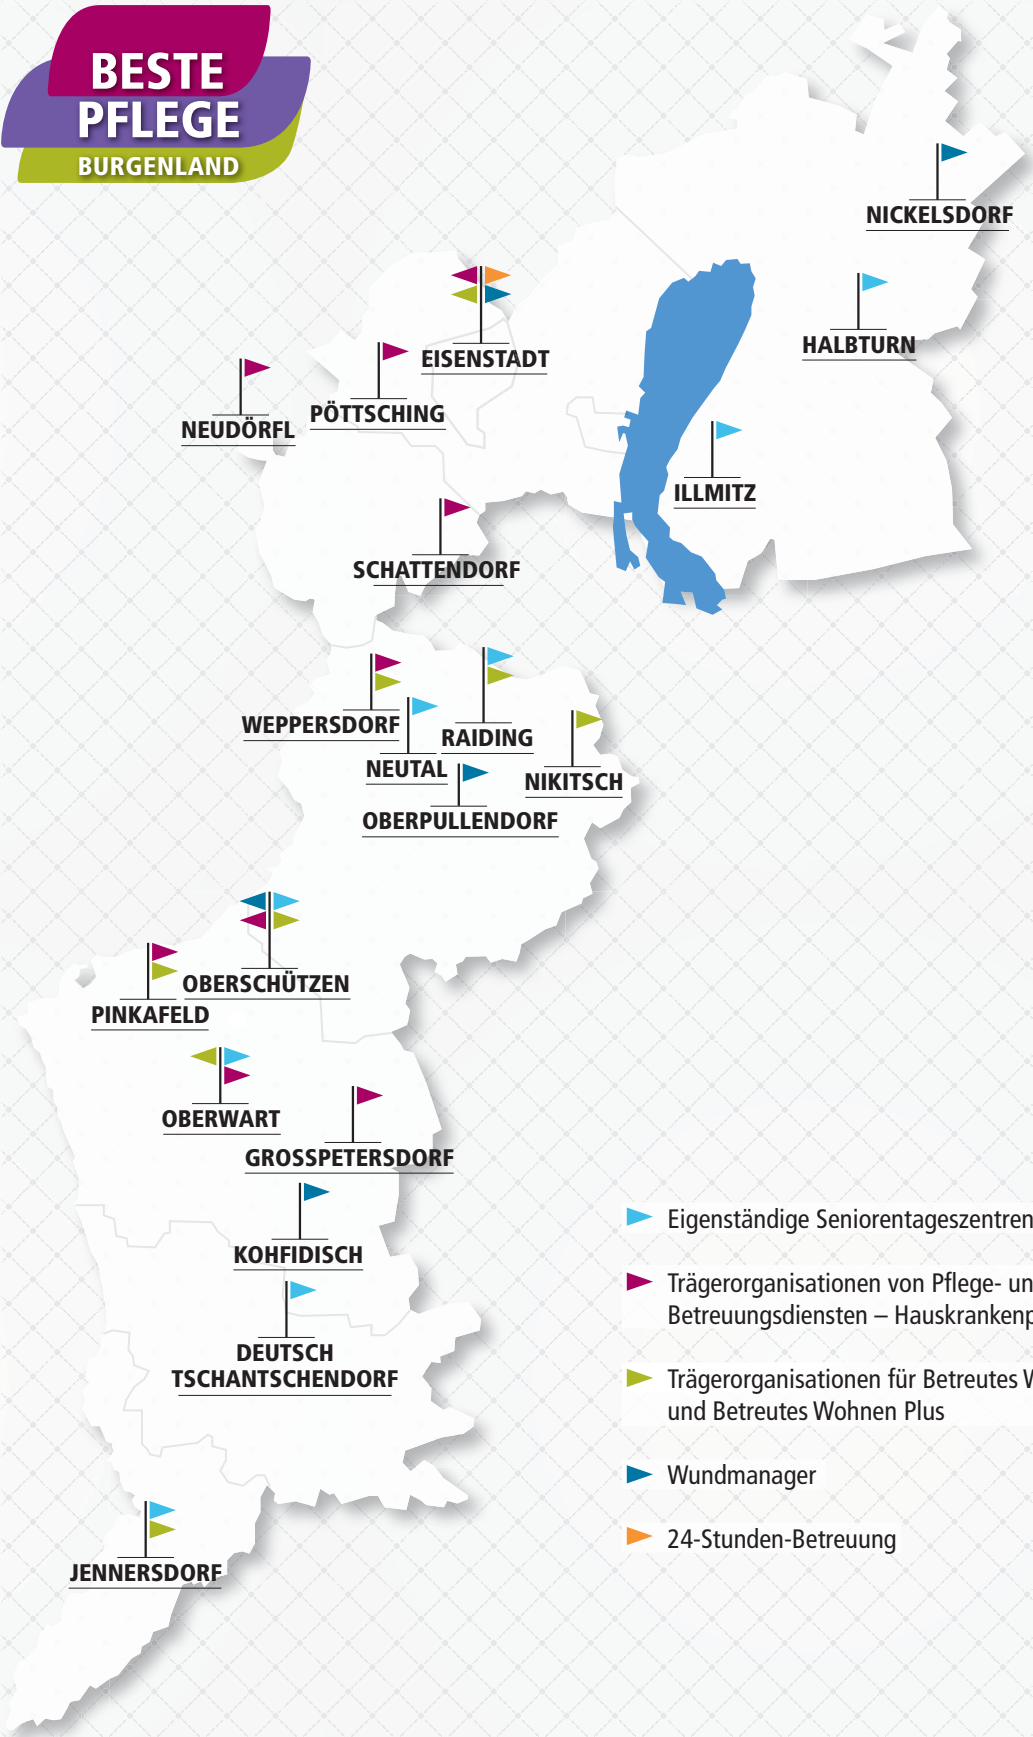 BESTE
PFLEGE
BURGENLAND
NICKELSDORF
HALBTURN
EISENSTADT
PÖTTSCHING
NEUDÖRFL
ILLMITZ
SCHATTENDORF
WEPPERSDORF
RAIDING
NEUTAL
NIKITSCH
OBERPULLENDORF
OBERSCHÜTZEN
PINKAFELD
OBERWART
GROSSPETERSDORF
KOHFIDISCH
DEUTSCH
TSCHANTSCHENDORF
JENNERSDORF
Eigenständige Seniorentageszentren
Trägerorganisationen von Pflege- un
Betreuungsdiensten – Hauskrankenp
Trägerorganisationen für Betreutes W
und Betreutes Wohnen Plus
Wundmanager
24-Stunden-Betreuung